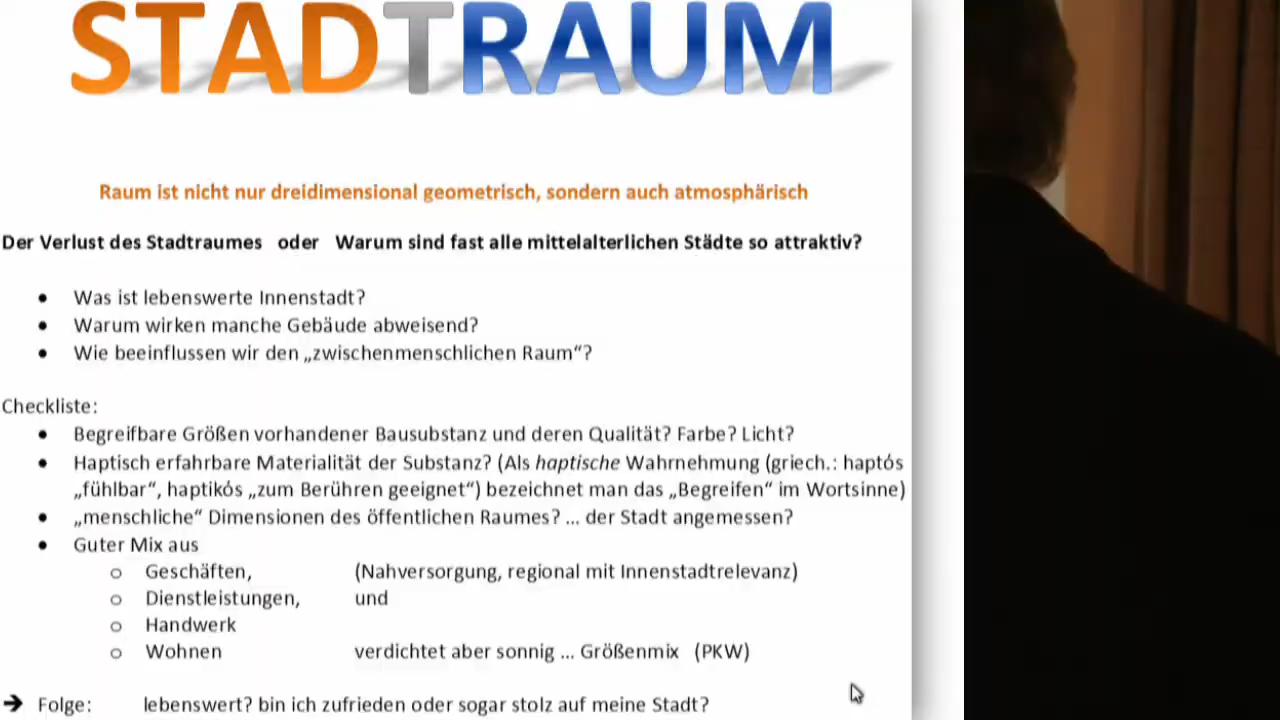 STADTRAUM
Raum ist nicht nur dreidimensional geometrisch, sondern auch atmosphärisch
Der Verlust des Stadtraumes oder Warum sind fast alle mittelalterlichen Städte so attraktiv?
• Was ist lebenswerte Innenstadt?
• Warum wirken manche Gebäude abweisend?
• Wie beeinflussen wir den „zwischenmenschlichen Raum“?
Checkliste:
• Begreifbare Größen vorhandener Bausubstanz und deren Qualität? Farbe? Licht?
• Haptisch erfahrbare Materialität der Substanz? (Als haptische Wahrnehmung (griech.: haptós
„fühlbar“, haptikós „zum Berühren geeignet“) bezeichnet man das „Begreifen“ im Wortsinne)
• „menschliche“ Dimensionen des öffentlichen Raumes? ... der Stadt angemessen?
• Guter Mix aus
o Geschäften, (Nahversorgung, regional mit Innenstadtrelevanz)
o Dienstleistungen, und
o Handwerk
o Wohnen verdichtet aber sonnig ... Größenmix (PKW)
➔ Folge: lebenswert? bin ich zufrieden oder sogar stolz auf meine Stadt?